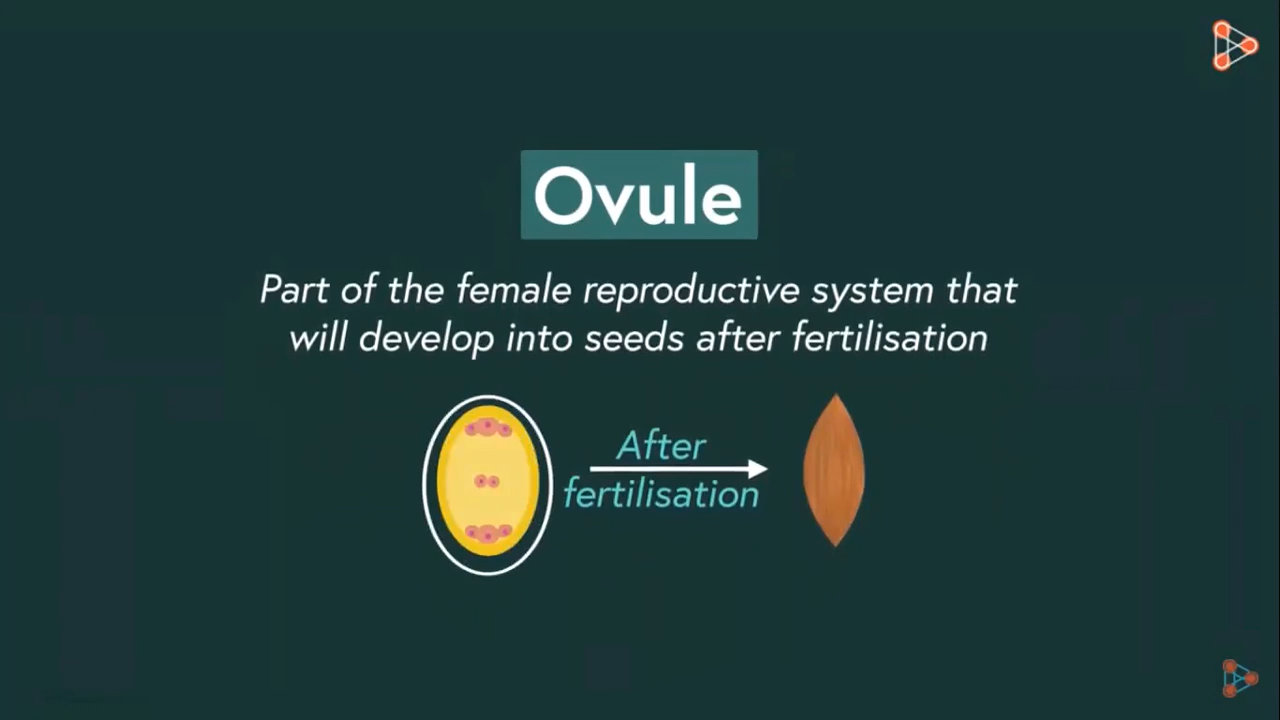 Ovule
Part of the female reproductive system that
will develop into seeds after fertilisation
After
fertilisation